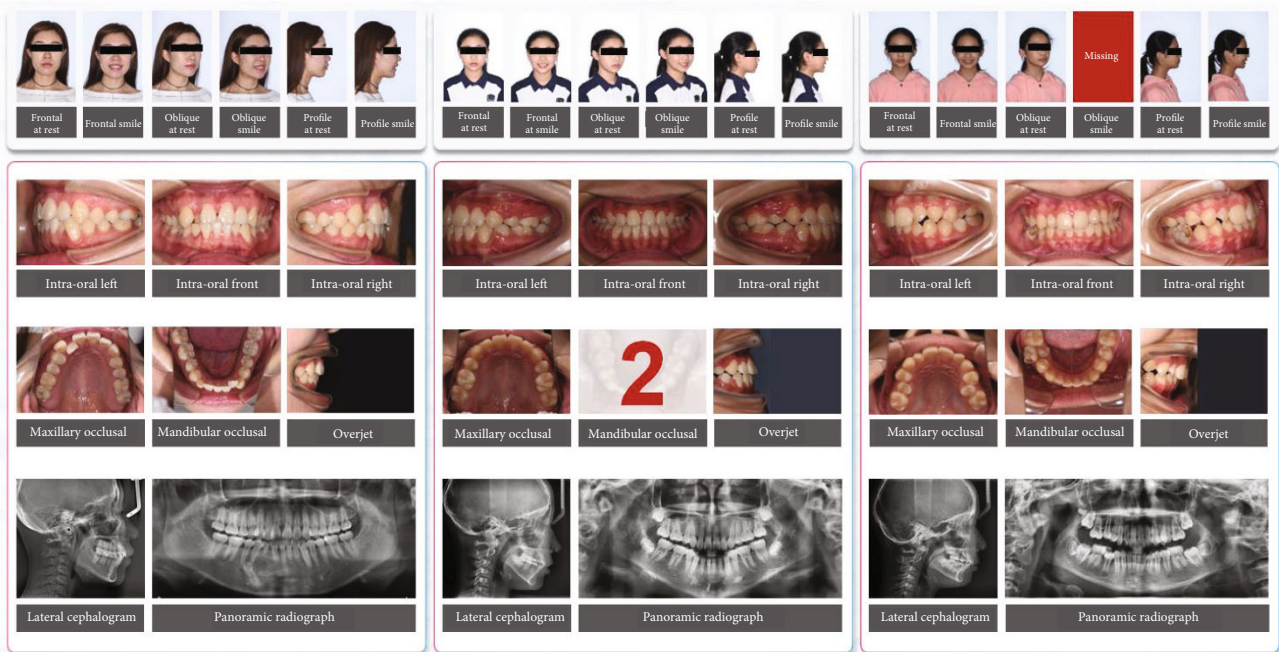 Frontal
at rest
Frontal smile
Oblique
at rest
Oblique
smile
Profile
at rest
Profile smile
Frontal
at rest
Frontal
at smile
Oblique
at rest
Oblique
smile
Profile
at rest
Profile smile
Missing
Frontal
at rest
Frontal smile
Oblique
at rest
Oblique
smile
Profile
at rest
Profile smile
Intra-oral left
Intra-oral front
Intra-oral right
Maxillary occlusal
Mandibular occlusal
Overjet
Lateral cephalogram
Panoramic radiograph
Intra-oral left
Intra-oral front
Intra-oral right
2
Maxillary occlusal
Mandibular occlusal
Overjet
Lateral cephalogram
Panoramic radiograph
Intra-oral left
Intra-oral front
Intra-oral right
Maxillary occlusal
Mandibular occlusal
Overjet
Lateral cephalogram
Panoramic radiograph